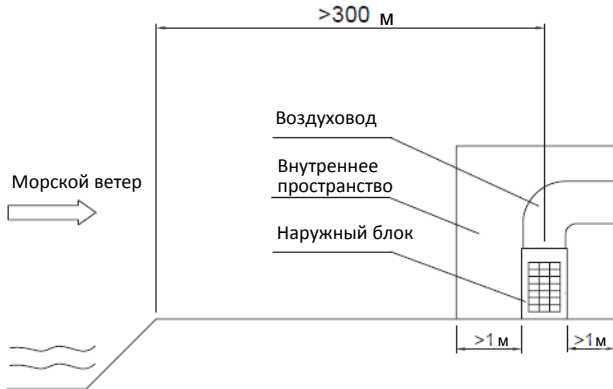 >300 м
Воздуховод
Внутреннее
пространство
Морской ветер
Наружный блок
>1 м
>1 м